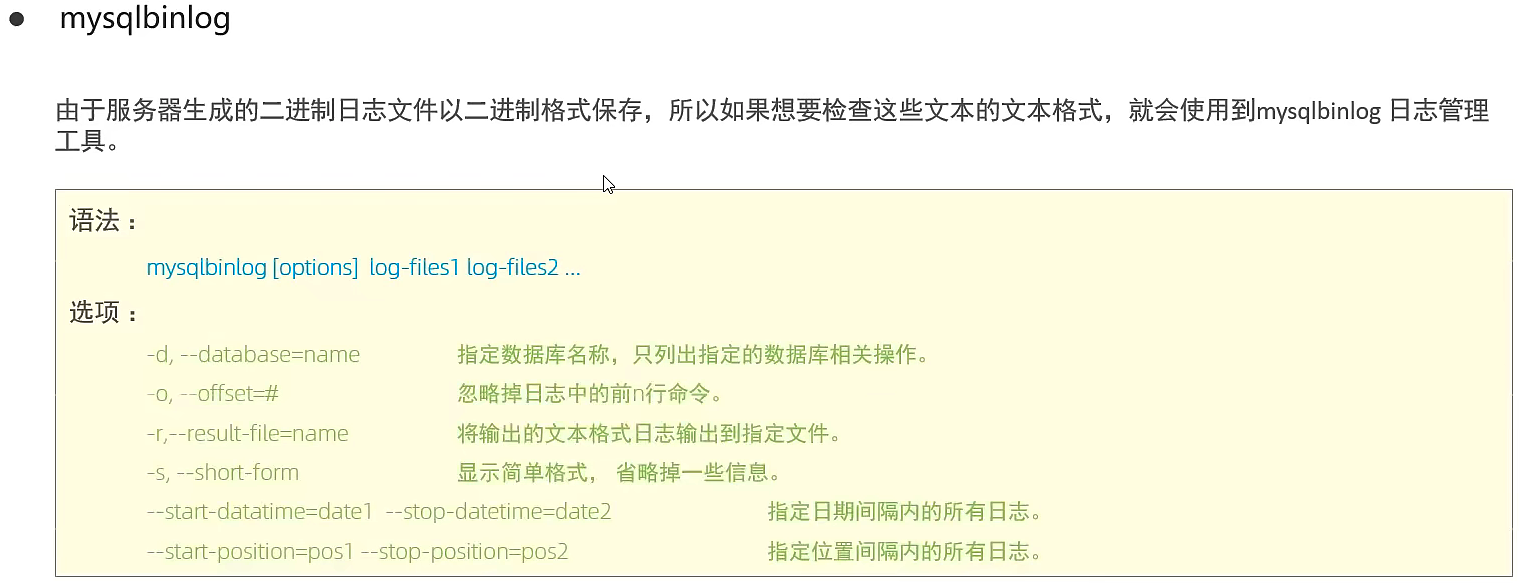 ● mysqlbinlog
由于服务器生成的二进制日志文件以二进制格式保存，所以如果想要检查这些文本的文本格式，就会使用到mysqlbinlog 日志管理
工具。
语法：
mysqlbinlog [options] log-files1 log-files2 ...
选项：
-d, --database=name 指定数据库名称，只列出指定的数据库相关操作。
-o, --offset=# 忽略掉日志中的前n行命令。
-r,--result-file=name 将输出的文本格式日志输出到指定文件。
-s, --short-form 显示简单格式， 省略掉一些信息。
--start-datatime=date1 --stop-datetime=date2 指定日期间隔内的所有日志。
--start-position=pos1 --stop-position=pos2 指定位置间隔内的所有日志。